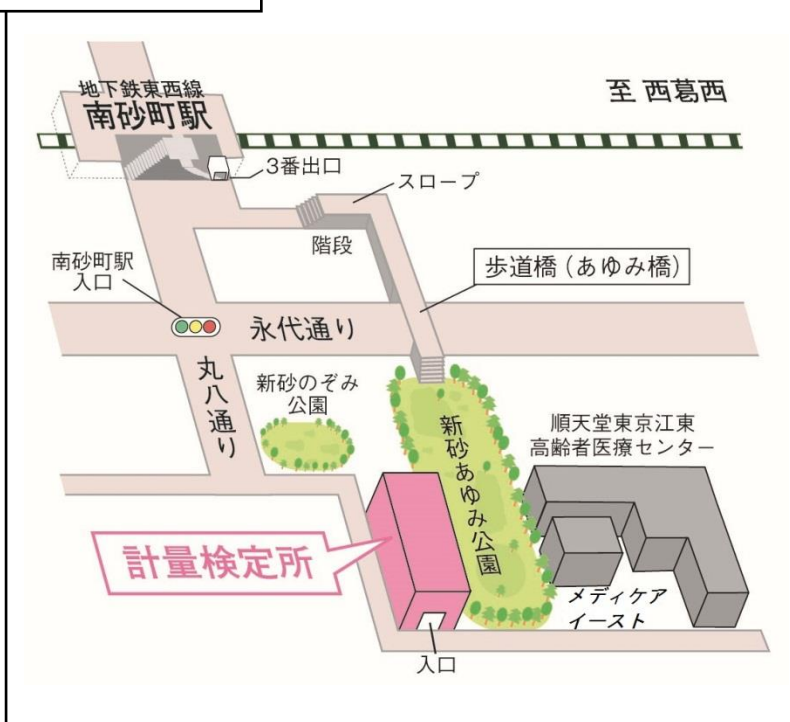 地下鉄東西線
南砂町駅
至 西葛西
3番出口
スロープ
階段
歩道橋（あゆみ橋）
南砂町駅
入口
永代通り
丸八通り
新砂のぞみ
公園
新砂あゆみ公園
順天堂東京江東
高齢者医療センター
計量検定所
メディケア
イースト
入口